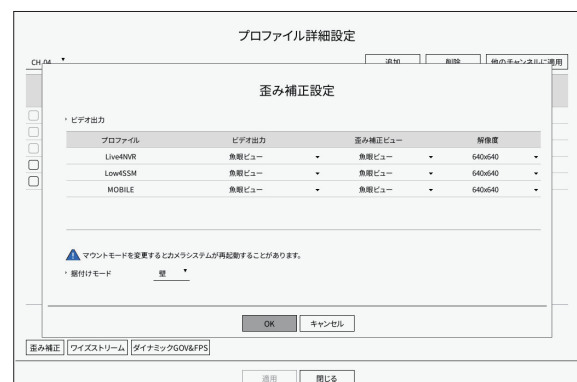 プロファイル詳細設定
CH 04
追加 削除 他のチャンネルに適用
歪み補正設定
ビデオ出力
プロファイル ビデオ出力 歪み補正ビュー 解像度
Live4NVR 魚眼ビュー 魚眼ビュー 640x640
Low4SSM 魚眼ビュー 魚眼ビュー 640x640
MOBILE 魚眼ビュー 魚眼ビュー 640x640
マウントモードを変更するとカメラシステムが再起動することがあります。
据付けモード 壁
OK キャンセル
歪み補正 ワイズストリーム ダイナミックGOV&FPS
適用 閉じる